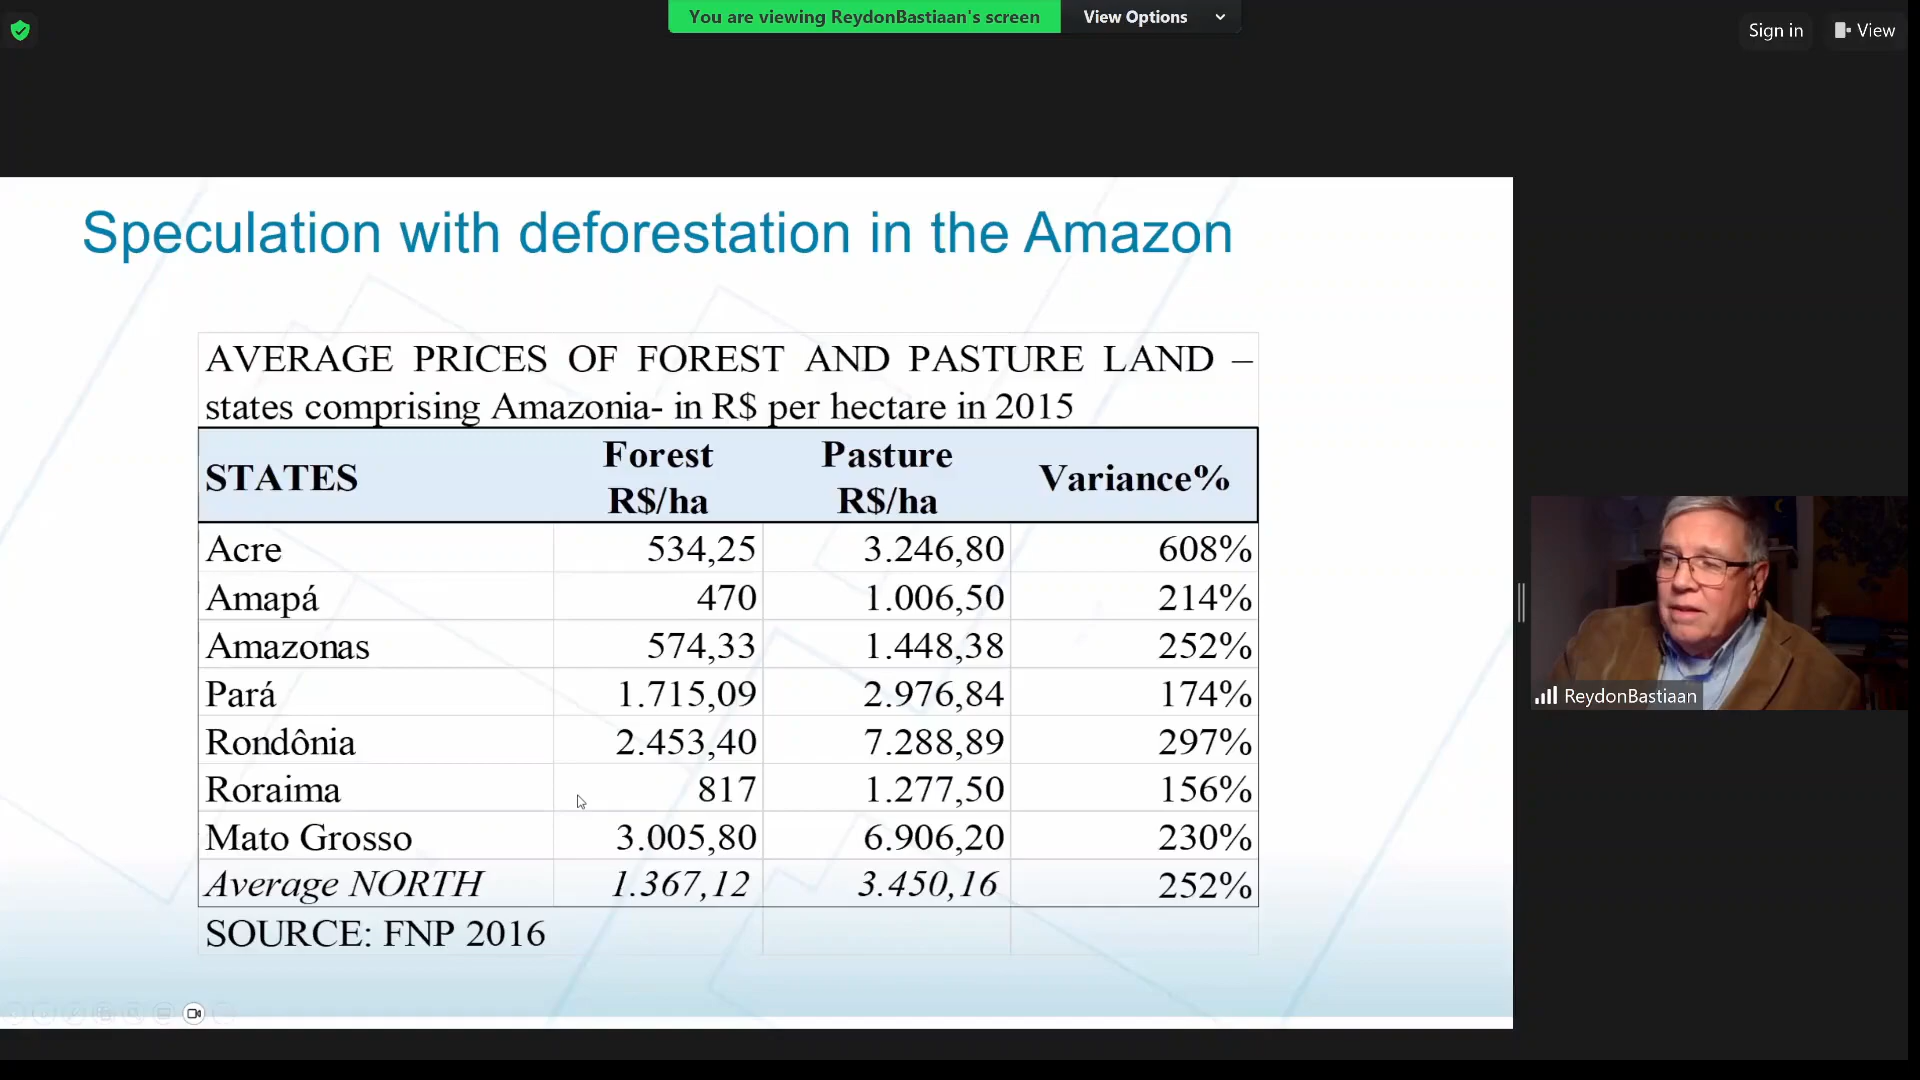 You are viewing ReydonBastiaan's screen
View Options
Sign in
View
Speculation with deforestation in the Amazon
AVERAGE PRICES OF FOREST AND PASTURE LAND –
states comprising Amazonia- in R$ per hectare in 2015
STATES Forest R$/ha Pasture R$/ha Variance%
Acre 534,25 3.246,80 608%
Amapá 470 1.006,50 214%
Amazonas 574,33 1.448,38 252%
Pará 1.715,09 2.976,84 174%
Rondônia 2.453,40 7.288,89 297%
Roraima 817 1.277,50 156%
Mato Grosso 3.005,80 6.906,20 230%
Average NORTH 1.367,12 3.450,16 252%
SOURCE: FNP 2016
ReydonBastiaan